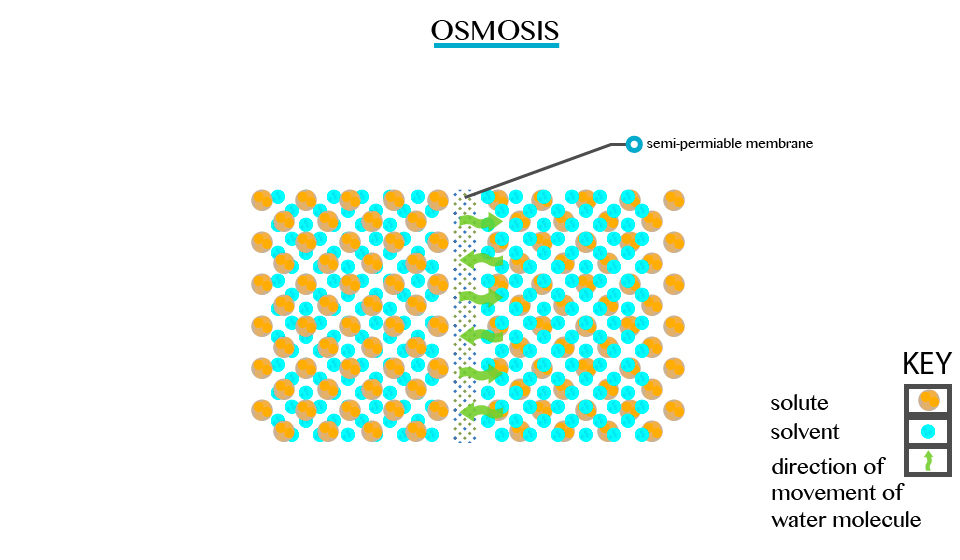 OSMOSIS
semi-permiable membrane
KEY
solute
solvent
direction of
movement of
water molecule